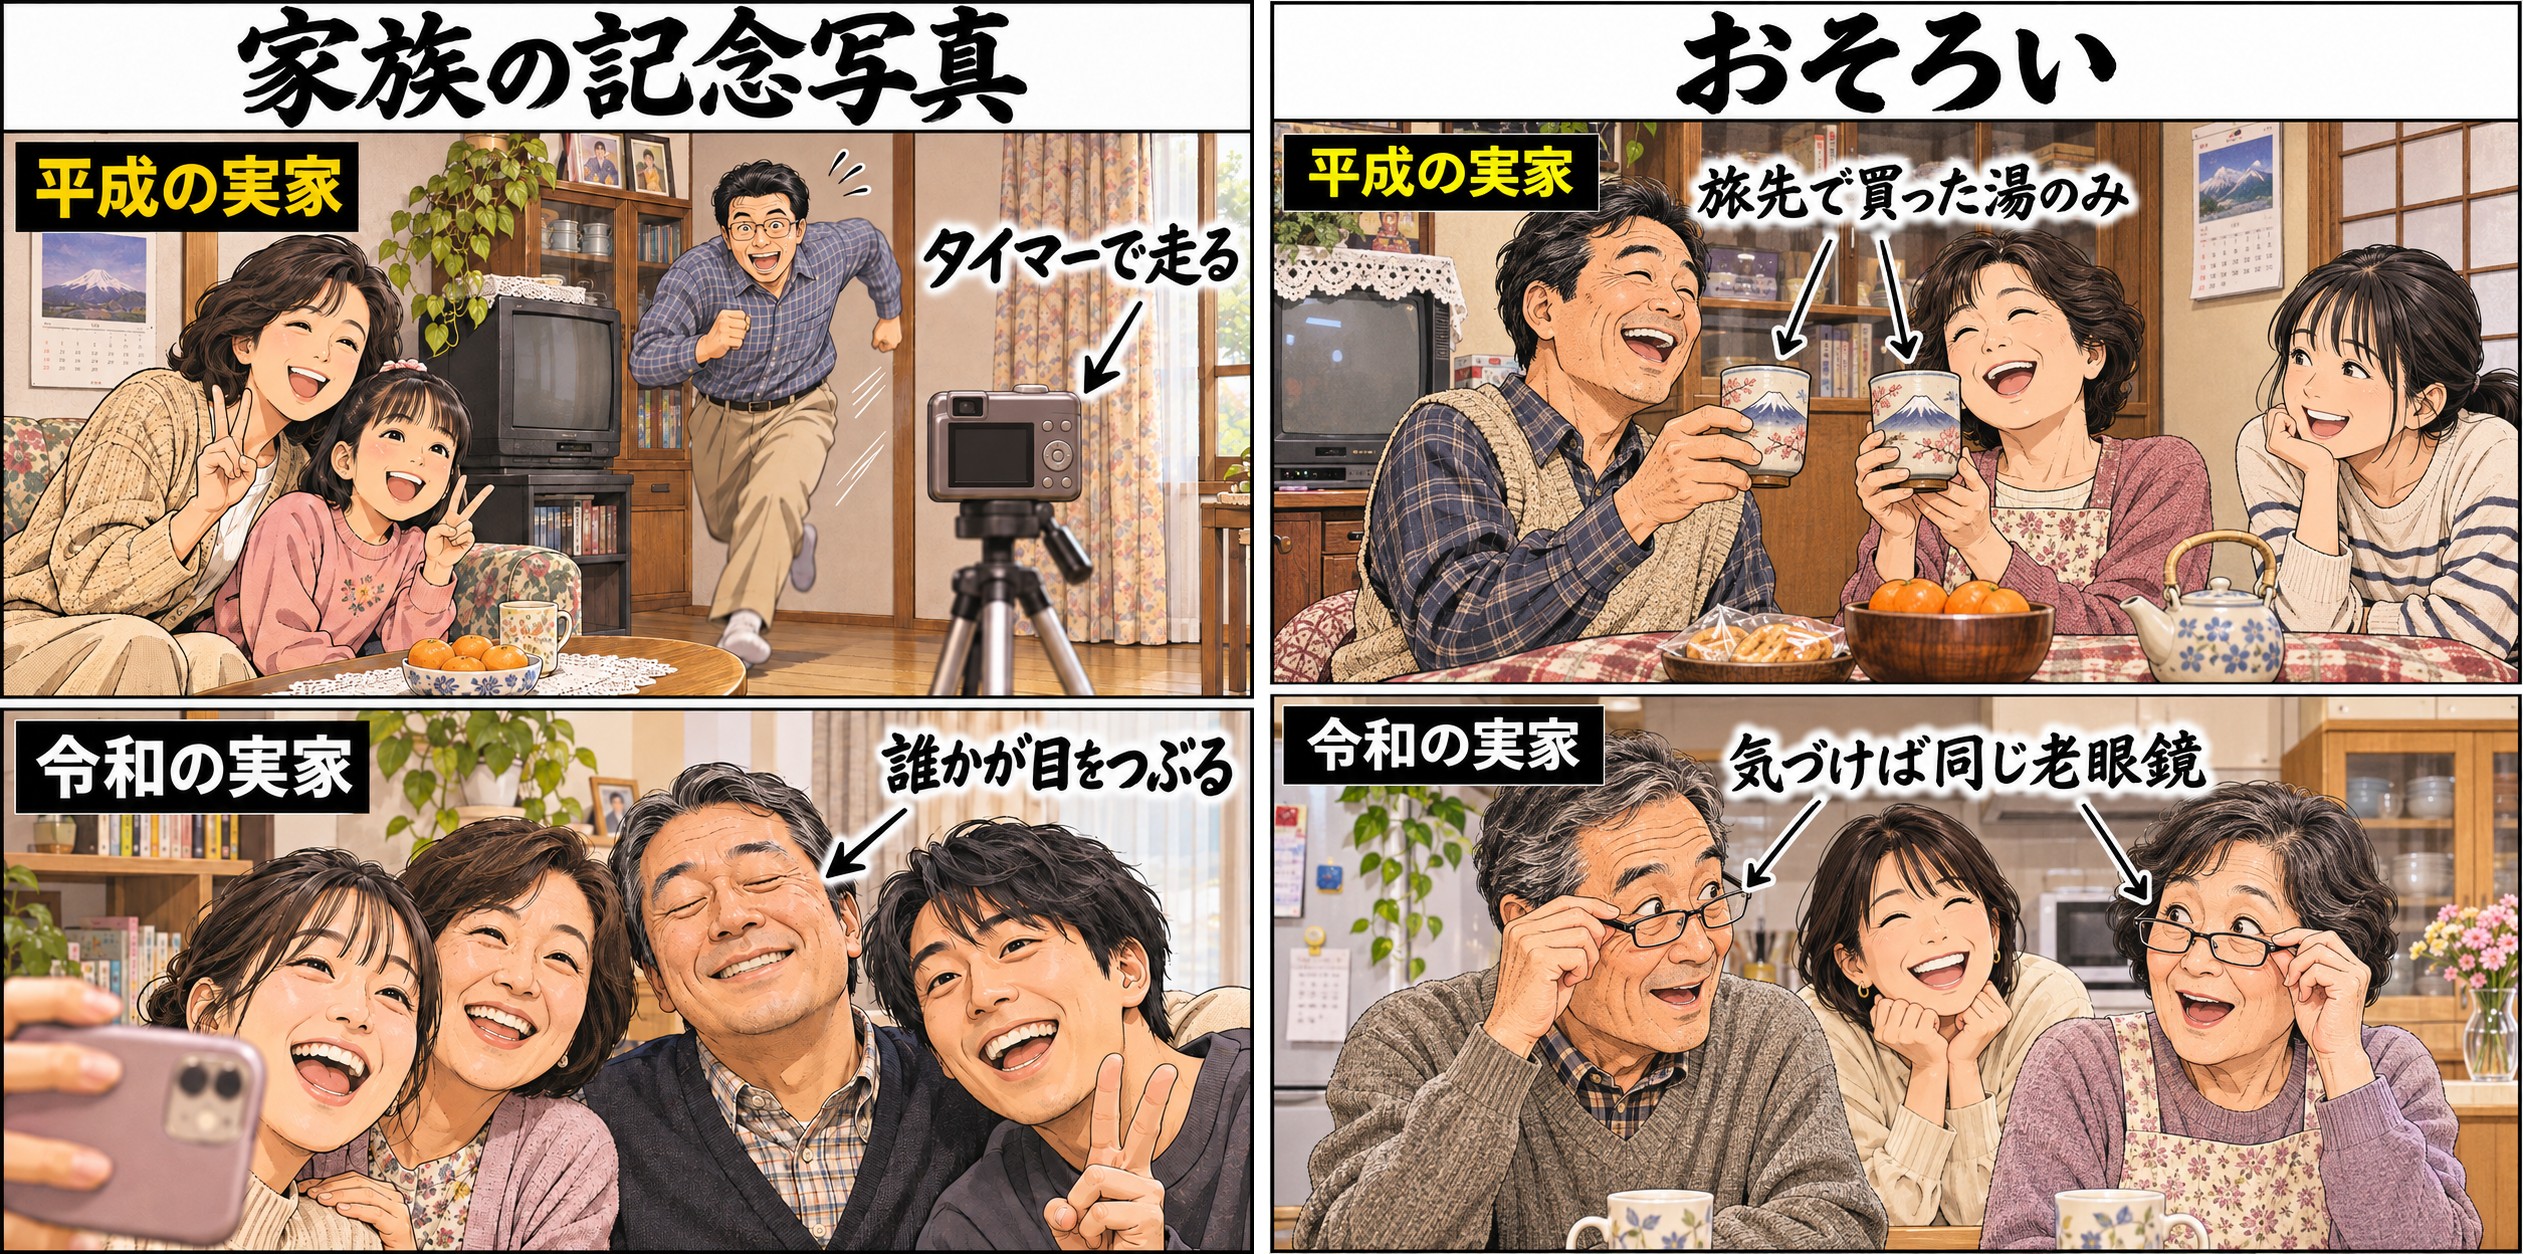 家族の記念写真
平成の実家
タイマーで走る
令和の実家
誰かが目をつぶる
おそろい
平成の実家
旅先で買った湯のみ
令和の実家
気づけば同じ老眼鏡